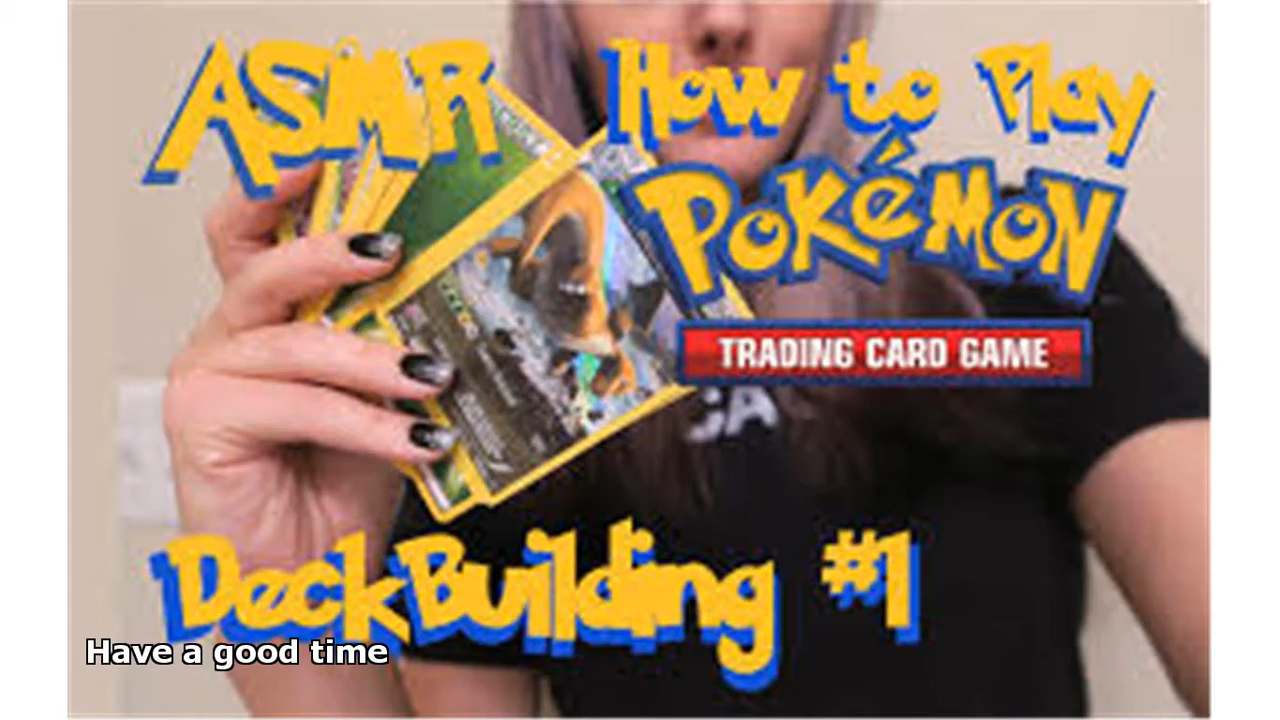 ASMR How to Play
POKéMON
TRADING CARD GAME
DeckBuilding #1
Have a good time